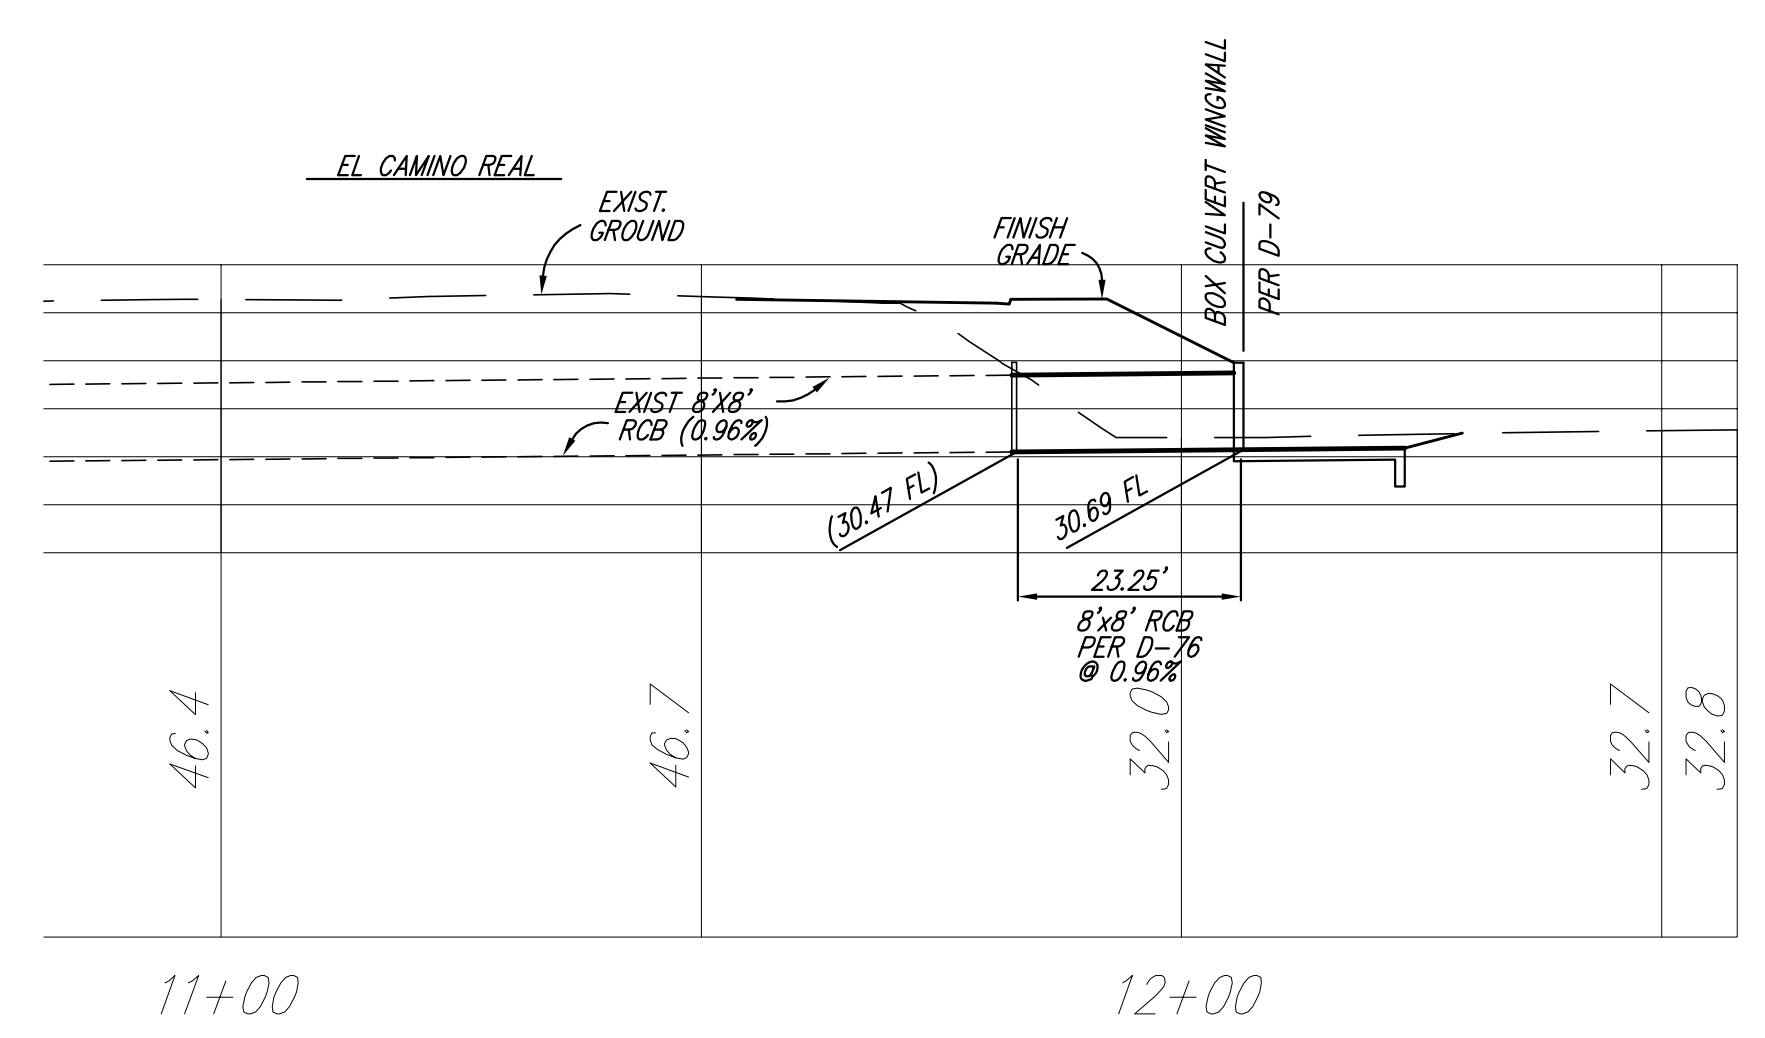 EL CAMINO REAL
EXIST.
GROUND
FINISH
GRADE
BOX CULVERT WINGWALL
PER D-79
EXIST 8'X8'
RCB (0.96%)
(30.47 FL)
30.69 FL
23.25'
8'x8' RCB
PER D-76
@ 0.96%
46.4
46.7
32.0
32.7
32.8
11+00
12+00